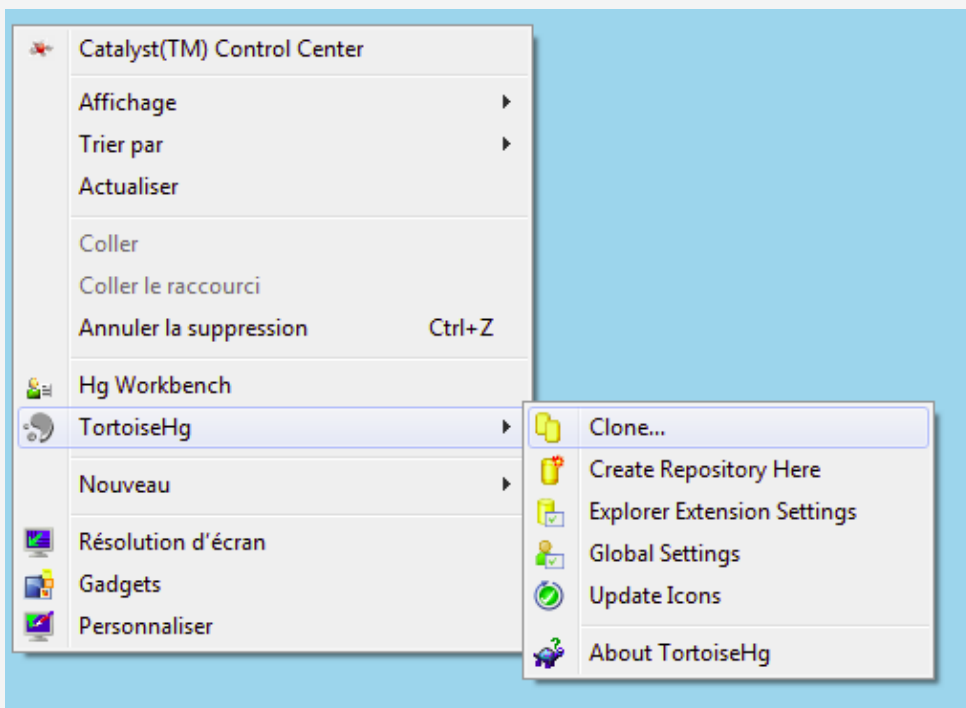 Catalyst(TM) Control Center
Affichage
Trier par
Actualiser
Coller
Coller le raccourci
Annuler la suppression Ctrl+Z
Hg Workbench
TortoiseHg
Nouveau
Résolution d'écran
Gadgets
Personnaliser
Clone...
Create Repository Here
Explorer Extension Settings
Global Settings
Update Icons
About TortoiseHg